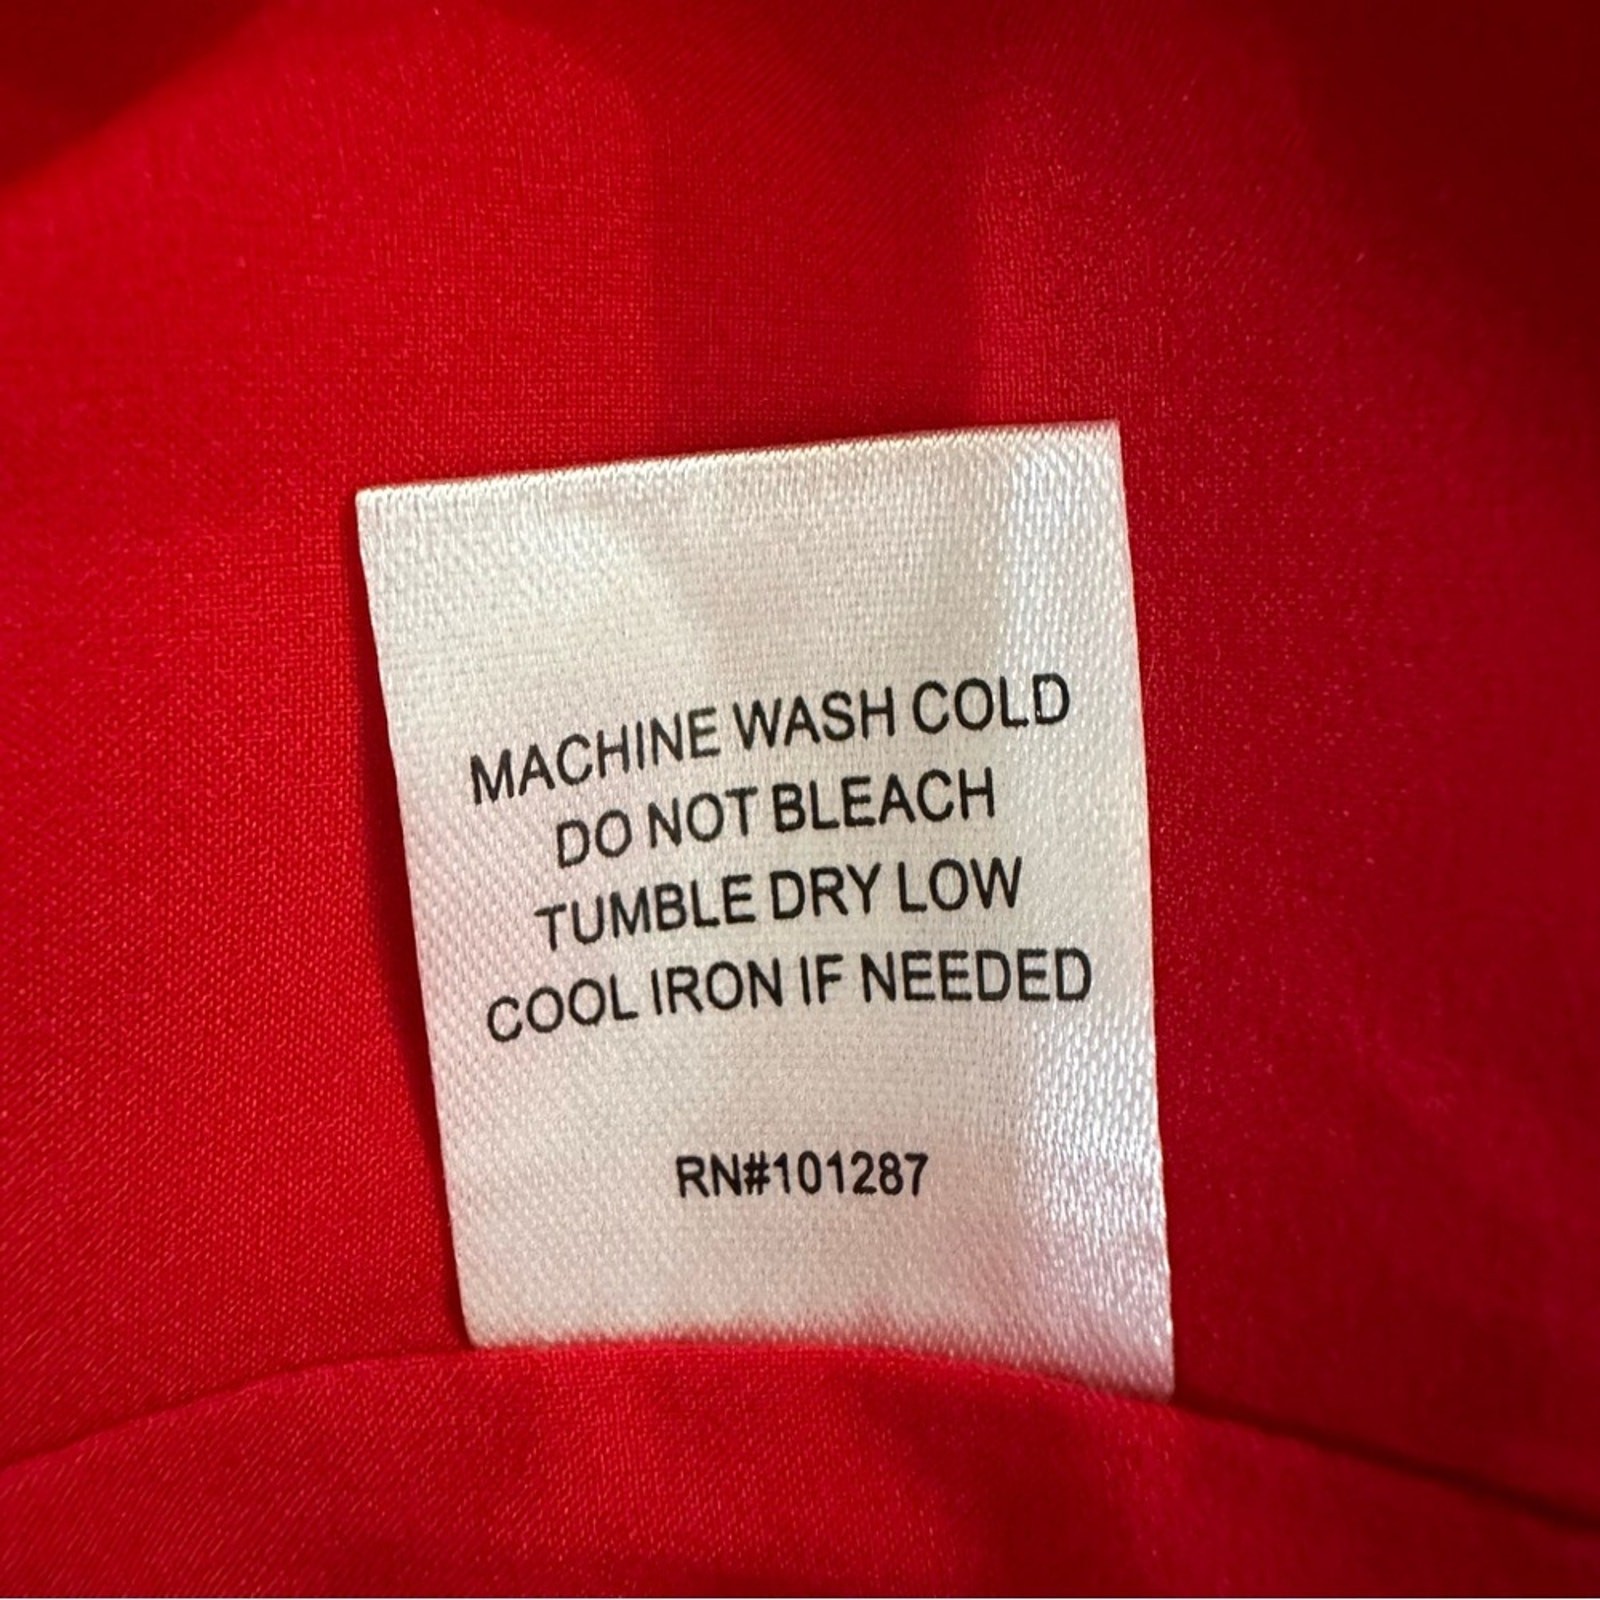 MACHINE WASH COLD
DO NOT BLEACH
TUMBLE DRY LOW
COOL IRON IF NEEDED
RN#101287